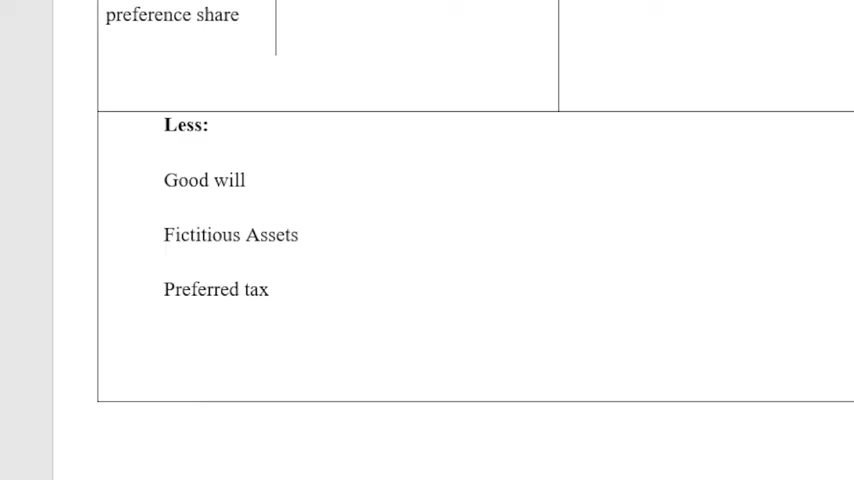 preference share
Less:
Good will
Fictitious Assets
Preferred tax